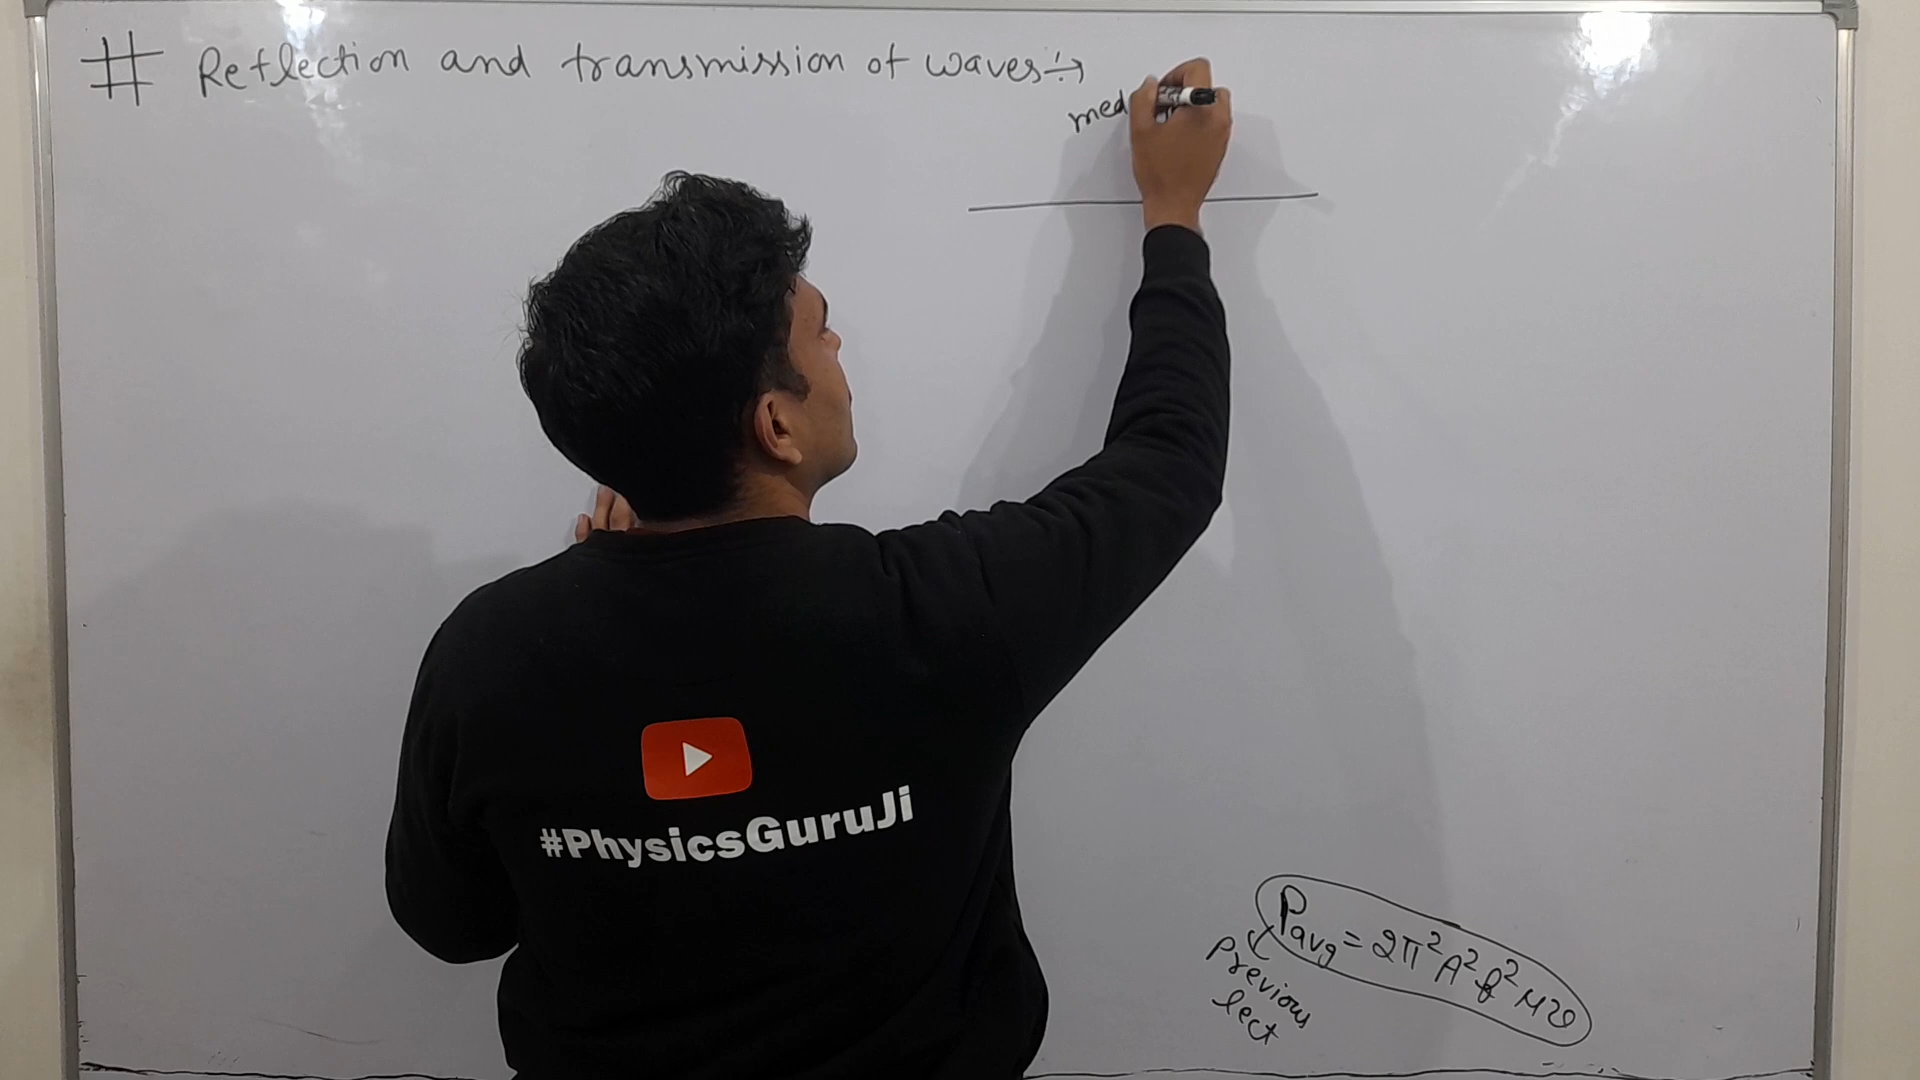 # Reflection and transmission of waves:→
med
#PhysicsGuruJi
Pavg = 2π²A²f²μv
previous
lect